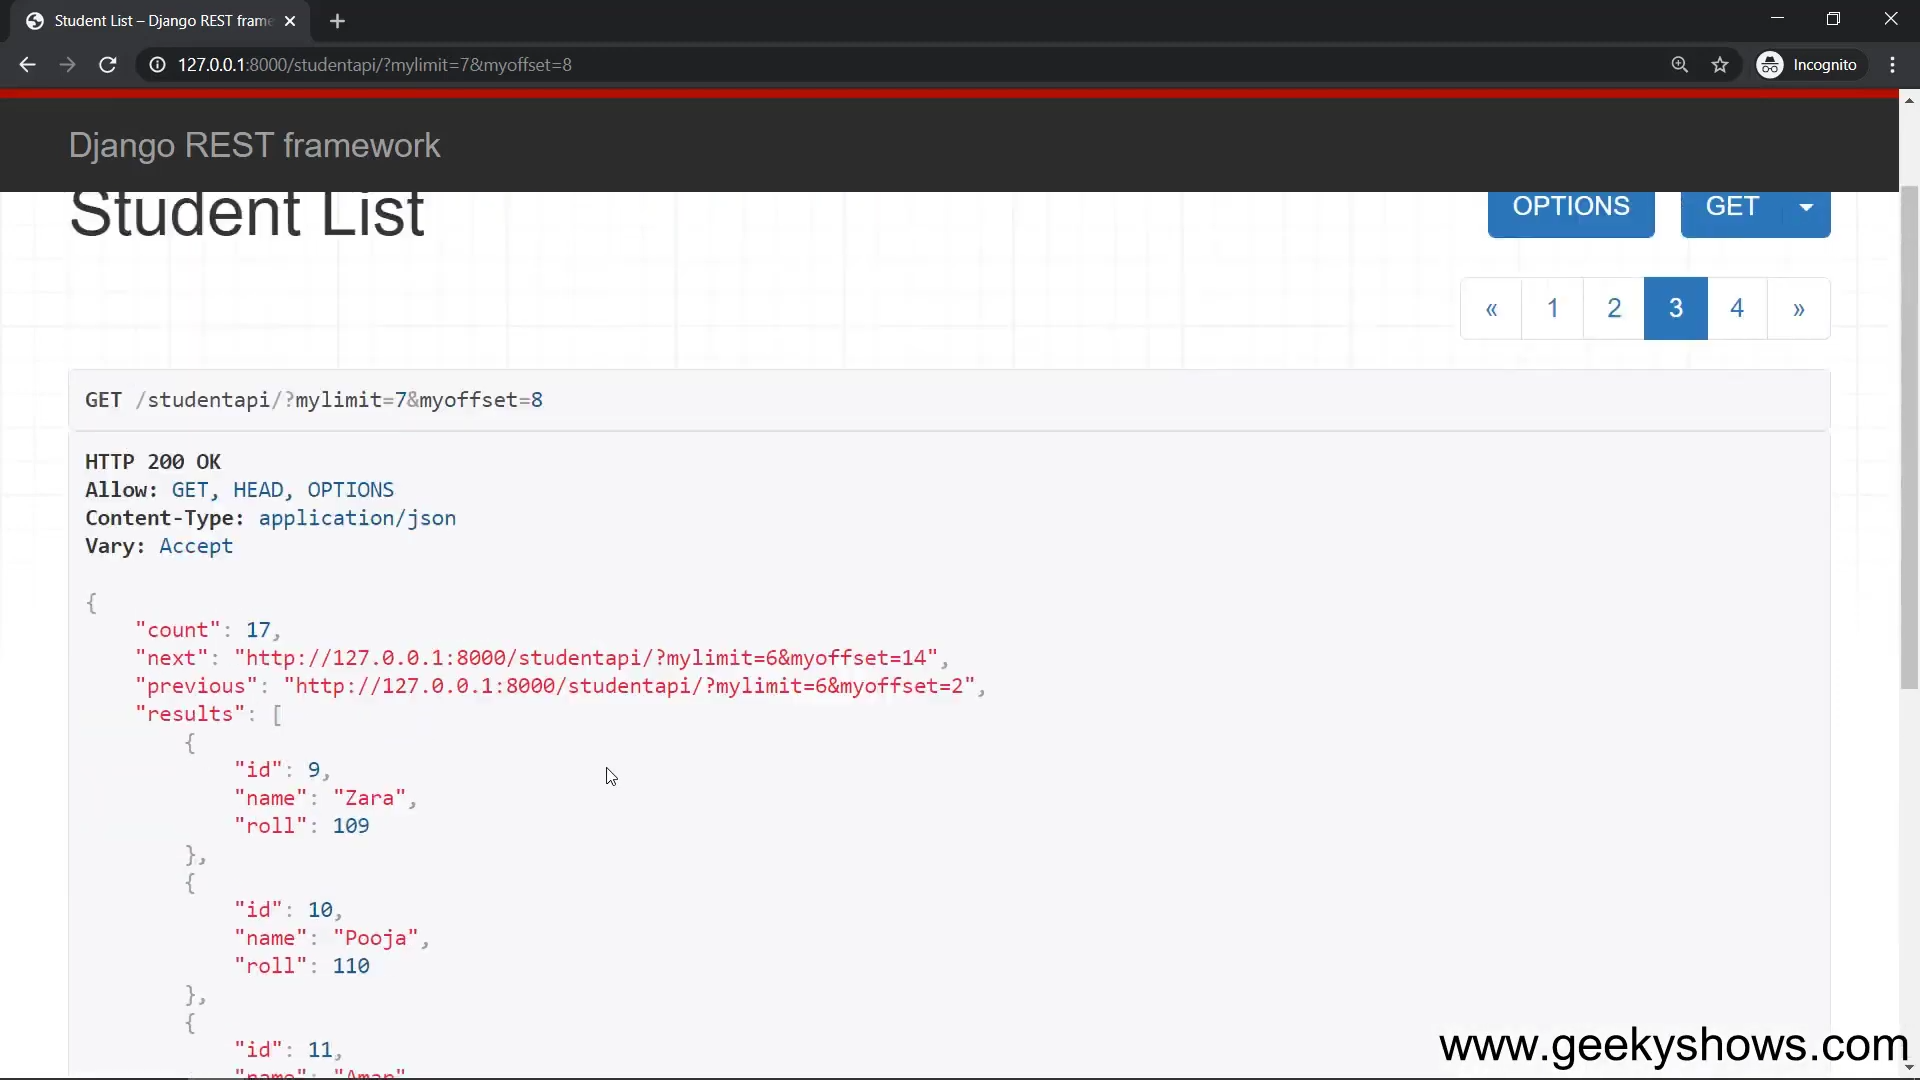 Student List – Django REST frame
127.0.0.1:8000/studentapi/?mylimit=7&myoffset=8
Incognito
Django REST framework
Student List
OPTIONS
GET
« 1 2 3 4 »
GET /studentapi/?mylimit=7&myoffset=8
HTTP 200 OK
Allow: GET, HEAD, OPTIONS
Content-Type: application/json
Vary: Accept
{
"count": 17,
"next": "http://127.0.0.1:8000/studentapi/?mylimit=6&myoffset=14",
"previous": "http://127.0.0.1:8000/studentapi/?mylimit=6&myoffset=2",
"results": [
{
"id": 9,
"name": "Zara",
"roll": 109
},
{
"id": 10,
"name": "Pooja",
"roll": 110
},
{
"id": 11,
"name": "Aman"
www.geekyshows.com